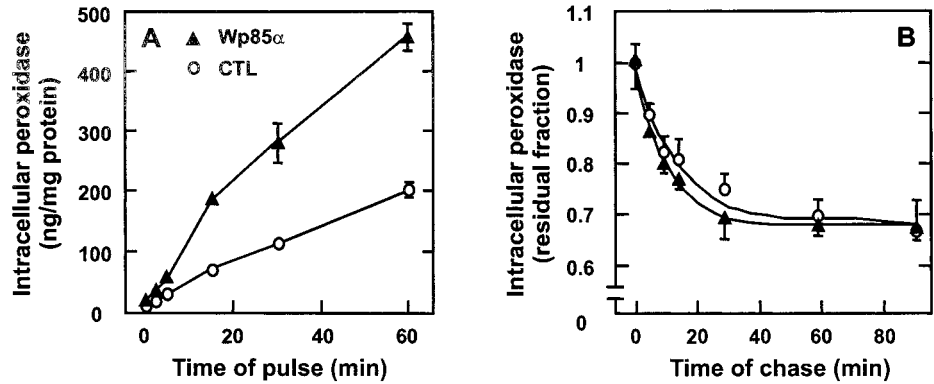 A
Wp85α
CTL
Intracellular peroxidase
(ng/mg protein)
500
400
300
200
100
0
0 20 40 60
Time of pulse (min)
B
Intracellular peroxidase
(residual fraction)
1.1
1
0.9
0.8
0.7
0.6
0
0 20 40 60 80
Time of chase (min)